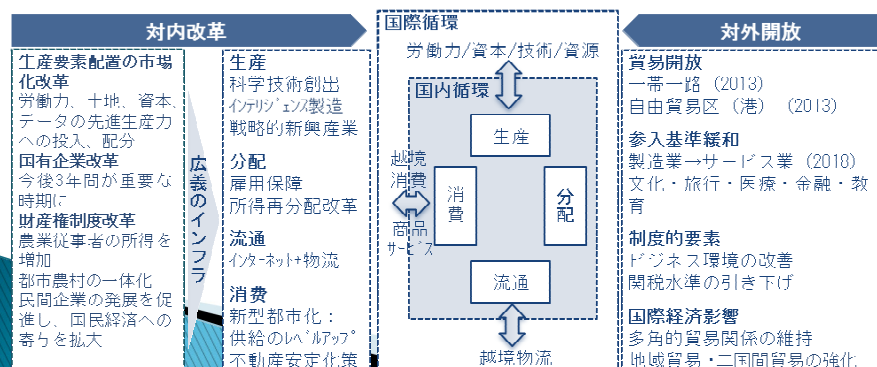 対内改革
生産要素配置の市場
化改革
労働力、土地、資本、
データの先進生産力
への投入、配分
国有企業改革
今後3年間が重要な
時期に
財産権制度改革
農業従事者の所得を
増加
都市農村の一体化
民間企業の発展を促
進し、国民経済への
寄与を拡大
広義のインフラ
生産
科学技術創出
インテリジェンス製造
戦略的新興産業
分配
雇用保障
所得再分配改革
流通
インターネット+物流
消費
新型都市化：
供給のレベルアップ
不動産安定化策
国際循環
労働力/資本/技術/資源
国内循環
生産
越境
消費
商品
サービス
消費
分配
流通
越境物流
対外開放
貿易開放
一帯一路（2013）
自由貿易区（港）（2013）
参入基準緩和
製造業→サービス業（2018）
文化・旅行・医療・金融・教
育
制度的要素
ビジネス環境の改善
関税水準の引き下げ
国際経済影響
多角的貿易関係の維持
地域貿易・二国間貿易の強化